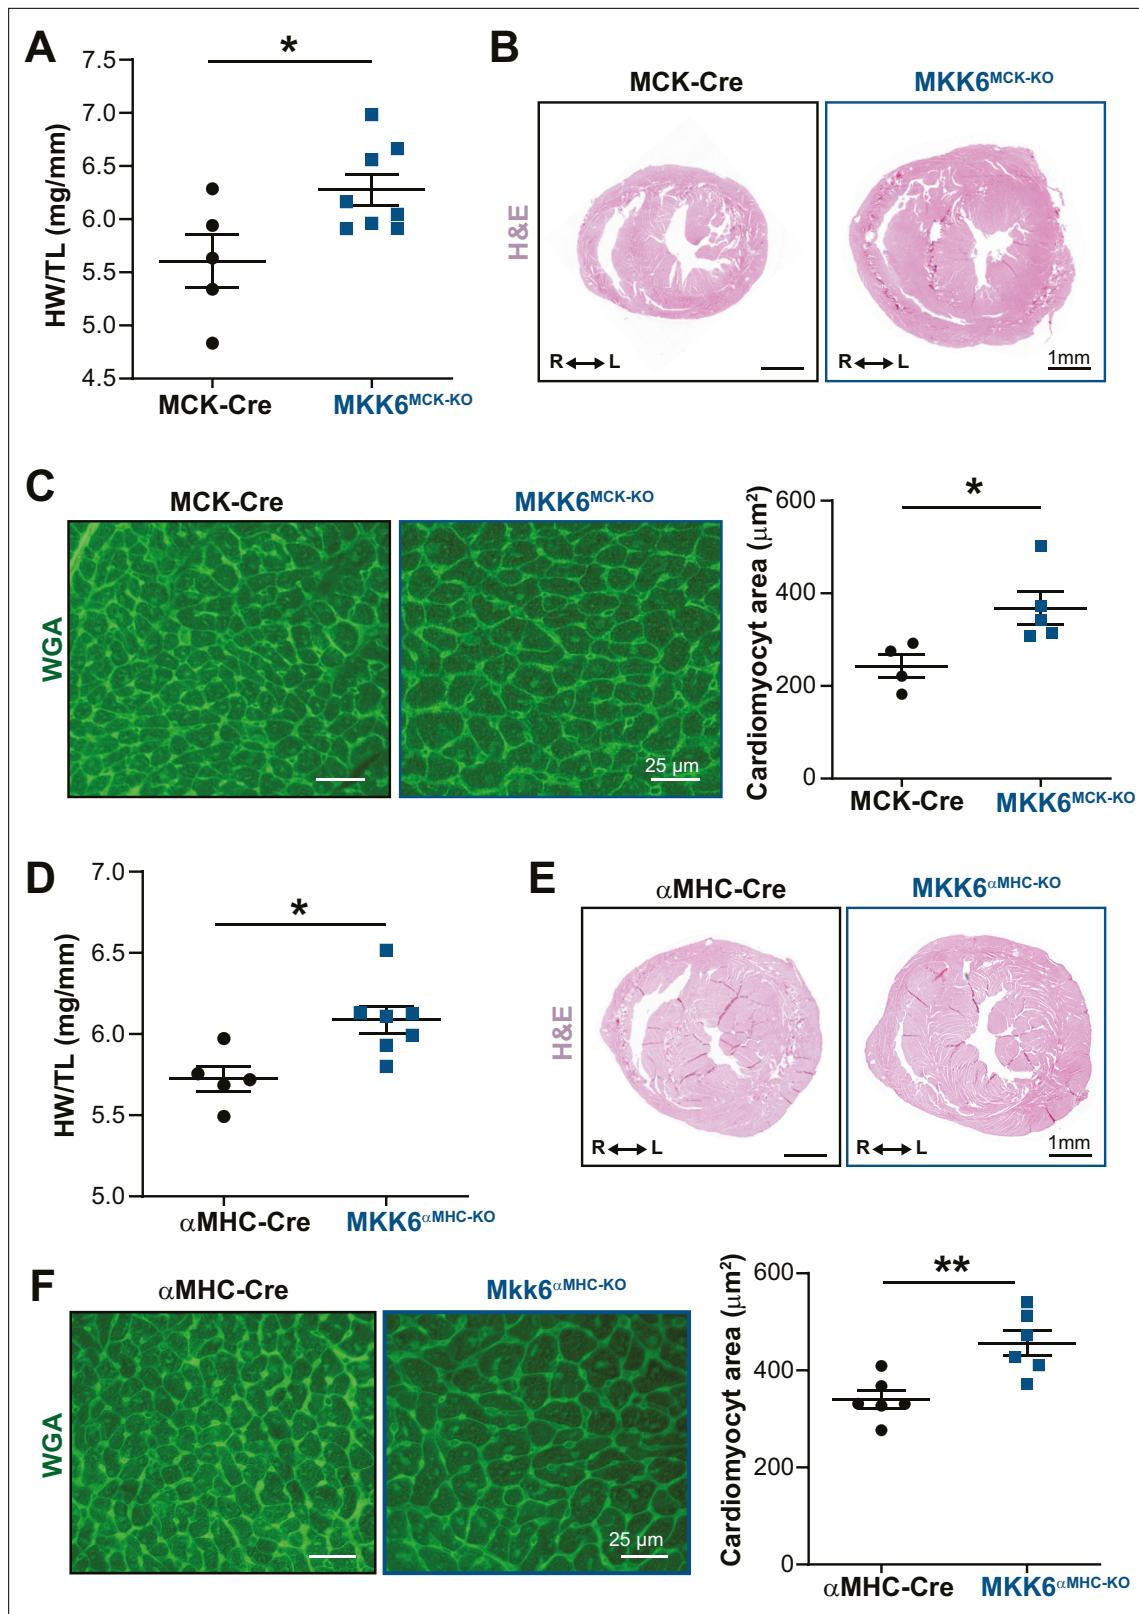 A
*
HW/TL (mg/mm)
7.5
7.0
6.5
6.0
5.5
5.0
4.5
MCK-Cre
MKK6MCK-KO
B
MCK-Cre
MKK6MCK-KO
H&E
R L
R L
1mm
C
MCK-Cre
MKK6MCK-KO
WGA
25 µm
*
Cardiomyocyt area (µm²)
600
400
200
0
MCK-Cre
MKK6MCK-KO
D
*
HW/TL (mg/mm)
7.0
6.5
6.0
5.5
5.0
αMHC-Cre
MKK6αMHC-KO
E
αMHC-Cre
MKK6αMHC-KO
H&E
R L
R L
1mm
F
αMHC-Cre
Mkk6αMHC-KO
WGA
25 µm
**
Cardiomyocyt area (µm²)
600
400
200
0
αMHC-Cre
MKK6αMHC-KO